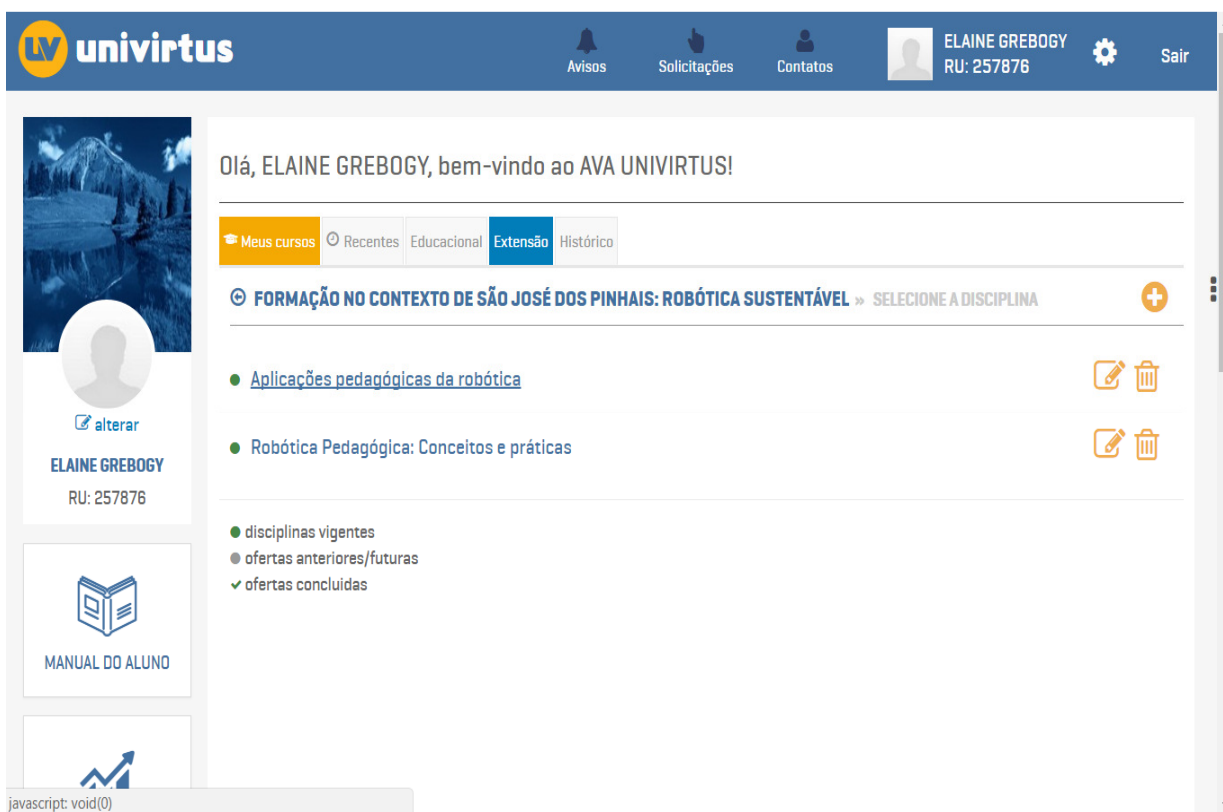 univirtus
Avisos
Solicitações
Contatos
ELAINE GREBOGY
RU: 257876
Sair
alterar
ELAINE GREBOGY
RU: 257876
MANUAL DO ALUNO
Olá, ELAINE GREBOGY, bem-vindo ao AVA UNIVIRTUS!
Meus cursos Recentes Educacional Extensão Histórico
FORMAÇÃO NO CONTEXTO DE SÃO JOSÉ DOS PINHAIS: ROBÓTICA SUSTENTÁVEL » SELECIONE A DISCIPLINA
Aplicações pedagógicas da robótica
Robótica Pedagógica: Conceitos e práticas
disciplinas vigentes
ofertas anteriores/futuras
ofertas concluidas
javascript: void(0)